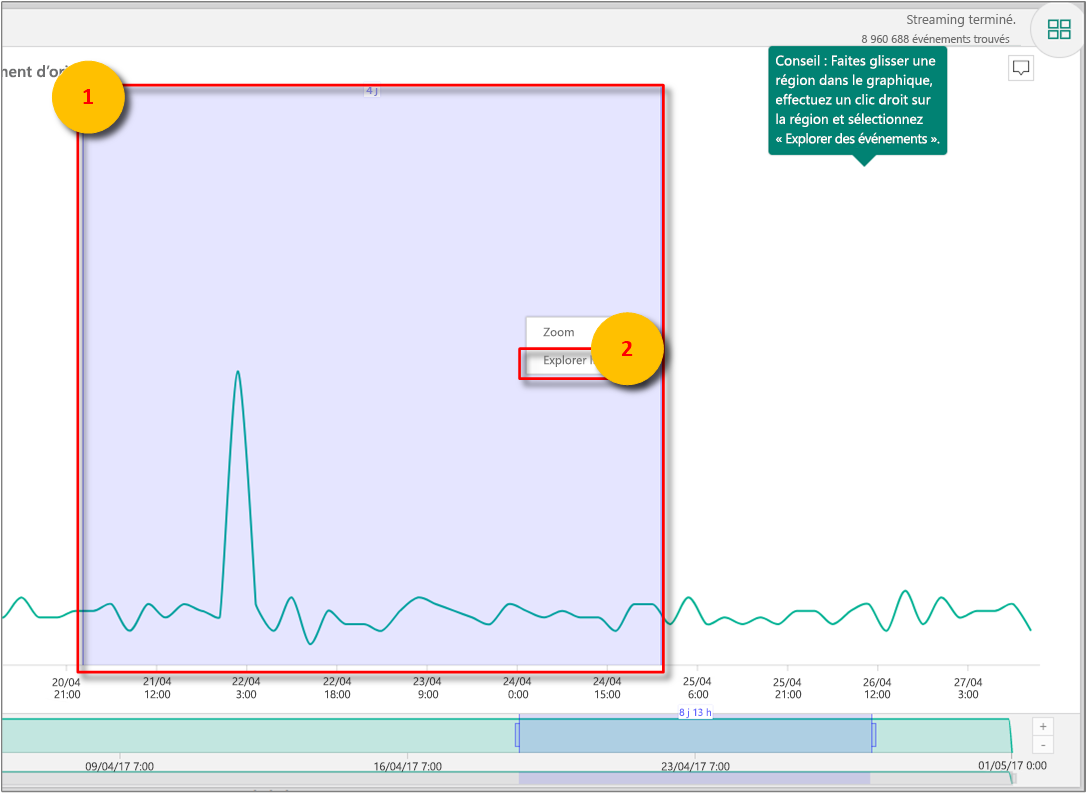 Streaming terminé.
8 960 688 événements trouvés
Conseil : Faites glisser une
région dans le graphique,
effectuez un clic droit sur
la région et sélectionnez
« Explorer des événements ».
1
4 j
Zoom
Explorer
2
20/04 21/04 22/04 22/04 23/04 24/04 24/04 25/04 25/04 26/04 27/04
21:00 12:00 3:00 18:00 9:00 0:00 15:00 6:00 21:00 12:00 3:00
8 j 13 h
+
-
09/04/17 7:00 16/04/17 7:00 23/04/17 7:00 01/05/17 0:00